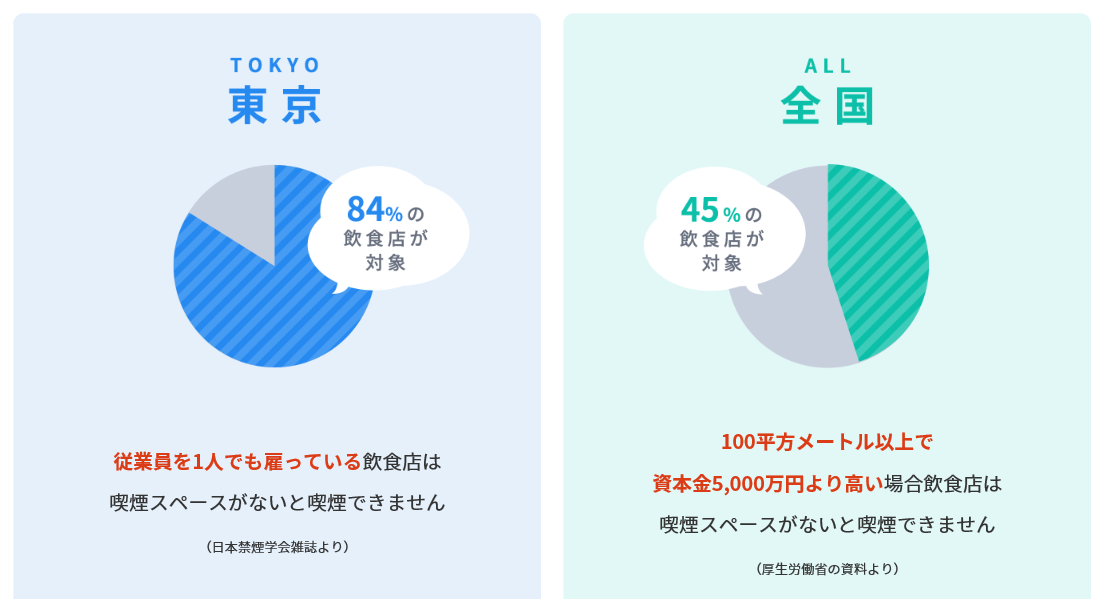 TOKYO
東京
84%の
飲食店が
対象
従業員を1人でも雇っている飲食店は
喫煙スペースがないと喫煙できません
（日本禁煙学会雑誌より）
ALL
全国
45%の
飲食店が
対象
100平方メートル以上で
資本金5,000万円より高い場合飲食店は
喫煙スペースがないと喫煙できません
（厚生労働省の資料より）